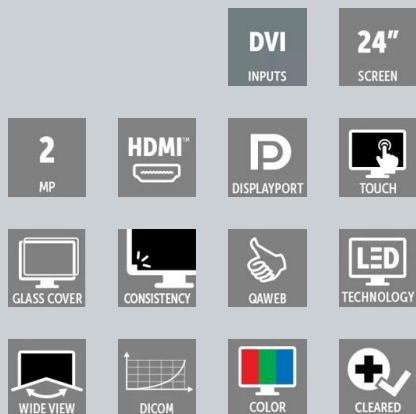 DVI
INPUTS
24"
SCREEN
2
MP
HDMI™
DISPLAYPORT
TOUCH
GLASS COVER
CONSISTENCY
QAWEB
LED
TECHNOLOGY
WIDE VIEW
DICOM
COLOR
CLEARED